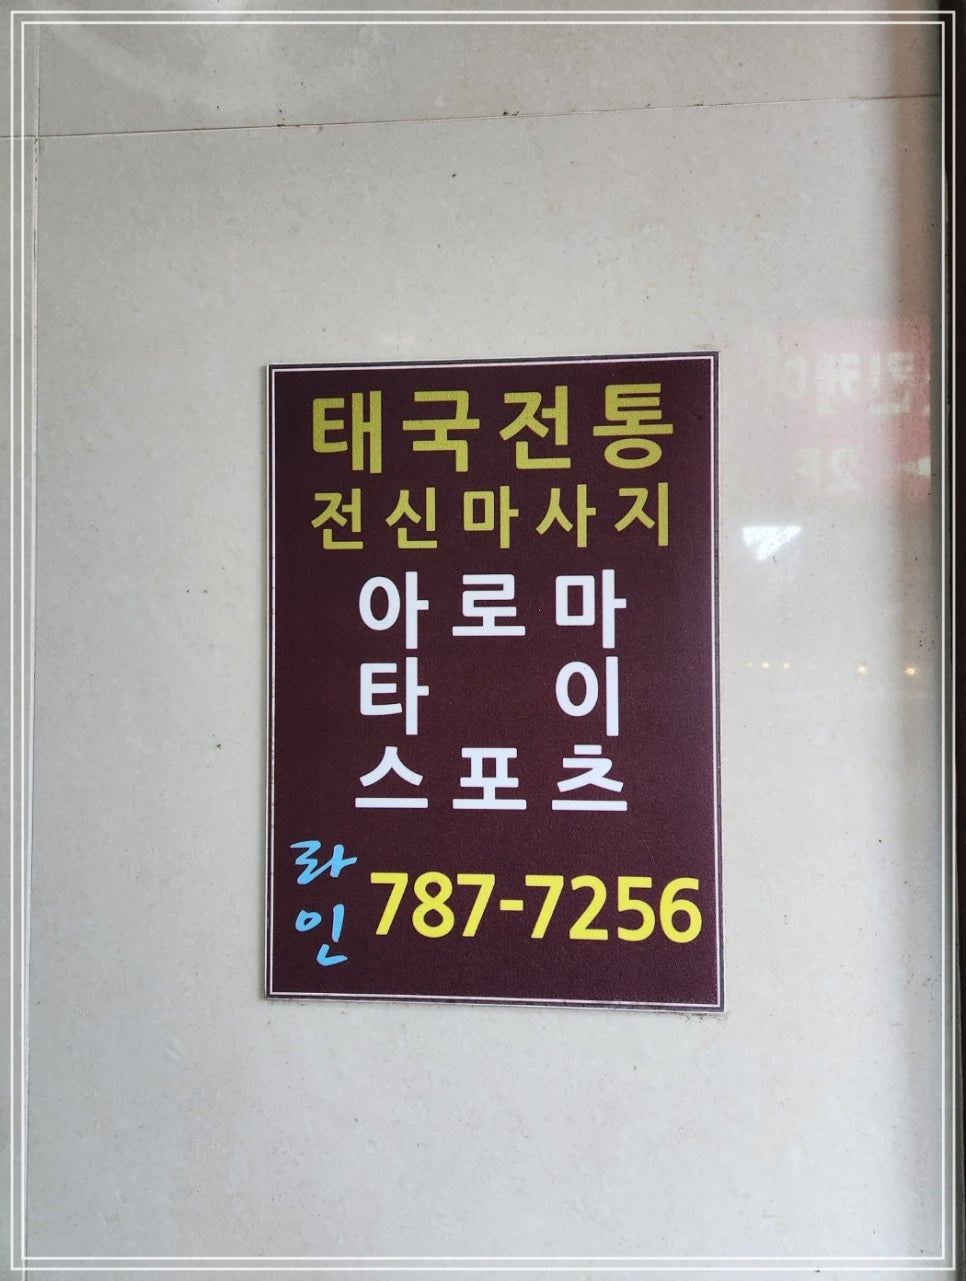 태국전통
전신마사지
아로마
타이
스포츠
라인 787-7256